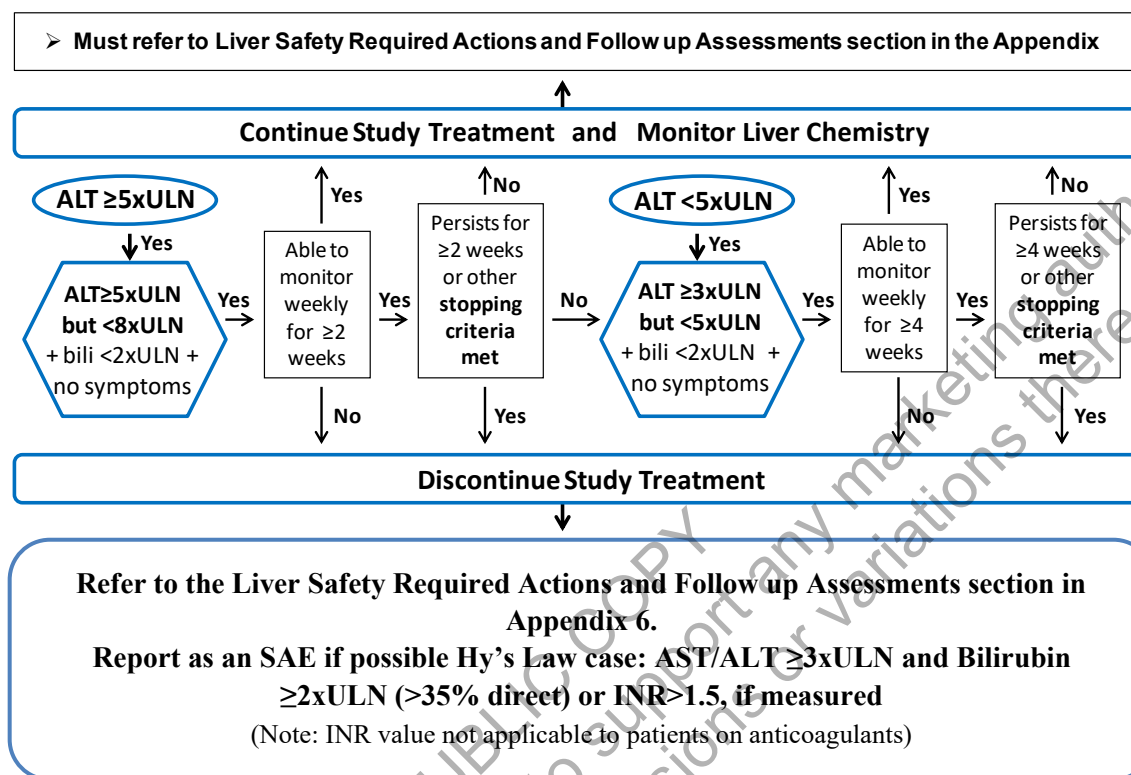 ➢ Must refer to Liver Safety Required Actions and Follow up Assessments section in the Appendix
Continue Study Treatment and Monitor Liver Chemistry
ALT ≥5xULN
Yes
ALT≥5xULN
but <8xULN
+ bili <2xULN +
no symptoms
Yes
Yes
Able to
monitor
weekly
for ≥2
weeks
No
Yes
No
Persists for
≥2 weeks
or other
stopping
criteria
met
Yes
No
ALT <5xULN
ALT ≥3xULN
but <5xULN
+ bili <2xULN +
no symptoms
Yes
Yes
Able to
monitor
weekly
for ≥4
weeks
No
Yes
No
Persists for
≥4 weeks
or other
stopping
criteria
met
Yes
Discontinue Study Treatment
Refer to the Liver Safety Required Actions and Follow up Assessments section in
Appendix 6.
Report as an SAE if possible Hy's Law case: AST/ALT ≥3xULN and Bilirubin
≥2xULN (>35% direct) or INR>1.5, if measured
(Note: INR value not applicable to patients on anticoagulants)
COPY
support any marketing
or variations